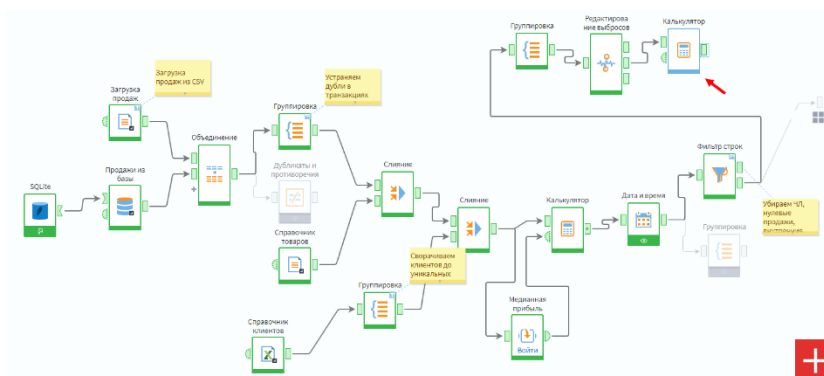 Группировка
Редактирова
ние выбросов
Калькулятор
Загрузка
продаж из CSV
Загрузка
продаж
Устраняем
дубли в
транзакциях
Группировка
Объединение
Фильтр строк
Дубликаты и
противоречия
Слияние
Продажи из
базы
SQLite
Слияние
Калькулятор
Дата и время
Убираем ЧЛ,
нулевые
продажи,
Справочник
товаров
Группировка
Сворачиваем
клиентов до
уникальных
Группировка
Медианная
прибыль
Войти
Справочник
клиентов